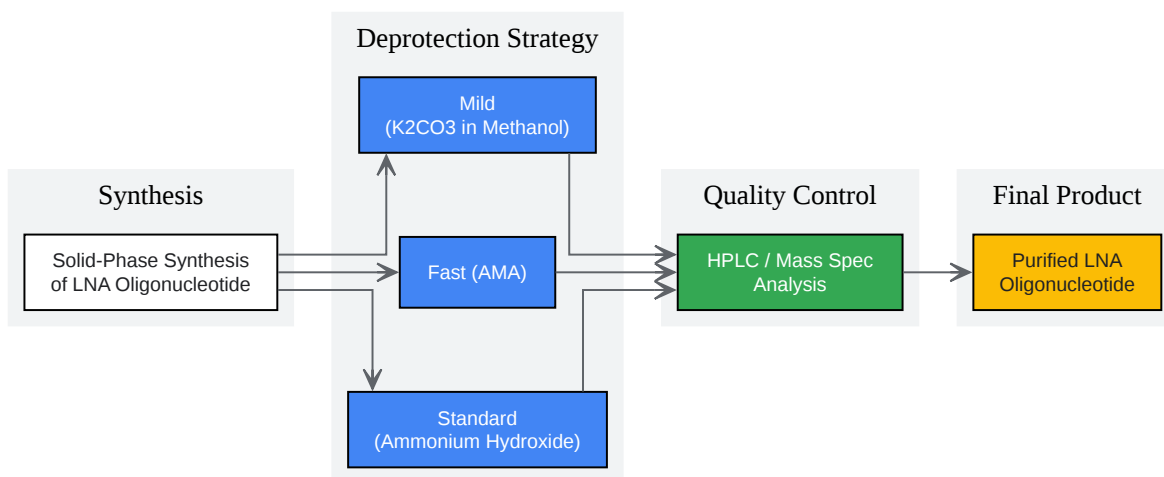 Deprotection Strategy
Mild
(K2CO3 in Methanol)
Synthesis
Solid-Phase Synthesis
of LNA Oligonucleotide
Fast (AMA)
Standard
(Ammonium Hydroxide)
Quality Control
HPLC / Mass Spec
Analysis
Final Product
Purified LNA
Oligonucleotide